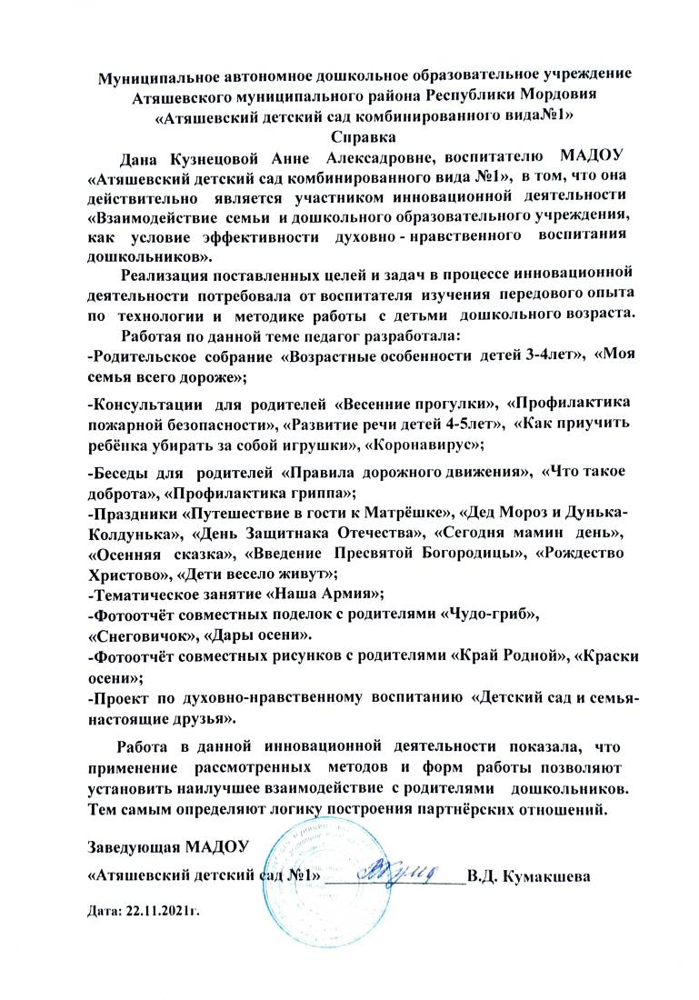 Муниципальное автономное дошкольное образовательное учреждение
Атяшевского муниципального района Республики Мордовия
«Атяшевский детский сад комбинированного вида№1»
Справка
Дана Кузнецовой Анне Алексадровне, воспитателю МАДОУ
«Атяшевский детский сад комбинированного вида №1», в том, что она
действительно является участником инновационной деятельности
«Взаимодействие семьи и дошкольного образовательного учреждения,
как условие эффективности духовно - нравственного воспитания
дошкольников».
Реализация поставленных целей и задач в процессе инновационной
деятельности потребовала от воспитателя изучения передового опыта
по технологии и методике работы с детьми дошкольного возраста.
Работая по данной теме педагог разработала:
-Родительское собрание «Возрастные особенности детей 3-4лет», «Моя
семья всего дороже»;
-Консультации для родителей «Весенние прогулки», «Профилактика
пожарной безопасности», «Развитие речи детей 4-5лет», «Как приучить
ребёнка убирать за собой игрушки», «Коронавирус»;
-Беседы для родителей «Правила дорожного движения», «Что такое
доброта», «Профилактика гриппа»;
-Праздники «Путешествие в гости к Матрёшке», «Дед Мороз и Дунька-
Колдунька», «День Защитнака Отечества», «Сегодня мамин день»,
«Осенняя сказка», «Введение Пресвятой Богородицы», «Рождество
Христово», «Дети весело живут»;
-Тематическое занятие «Наша Армия»;
-Фотоотчёт совместных поделок с родителями «Чудо-гриб»,
«Снеговичок», «Дары осени».
-Фотоотчёт совместных рисунков с родителями «Край Родной», «Краски
осени»;
-Проект по духовно-нравственному воспитанию «Детский сад и семья-
настоящие друзья».
Работа в данной инновационной деятельности показала, что
применение рассмотренных методов и форм работы позволяют
установить наилучшее взаимодействие с родителями дошкольников.
Тем самым определяют логику построения партнёрских отношений.
Заведующая МАДОУ
«Атяшевский детский сад №1» ________________ В.Д. Кумакшева
Дата: 22.11.2021г.